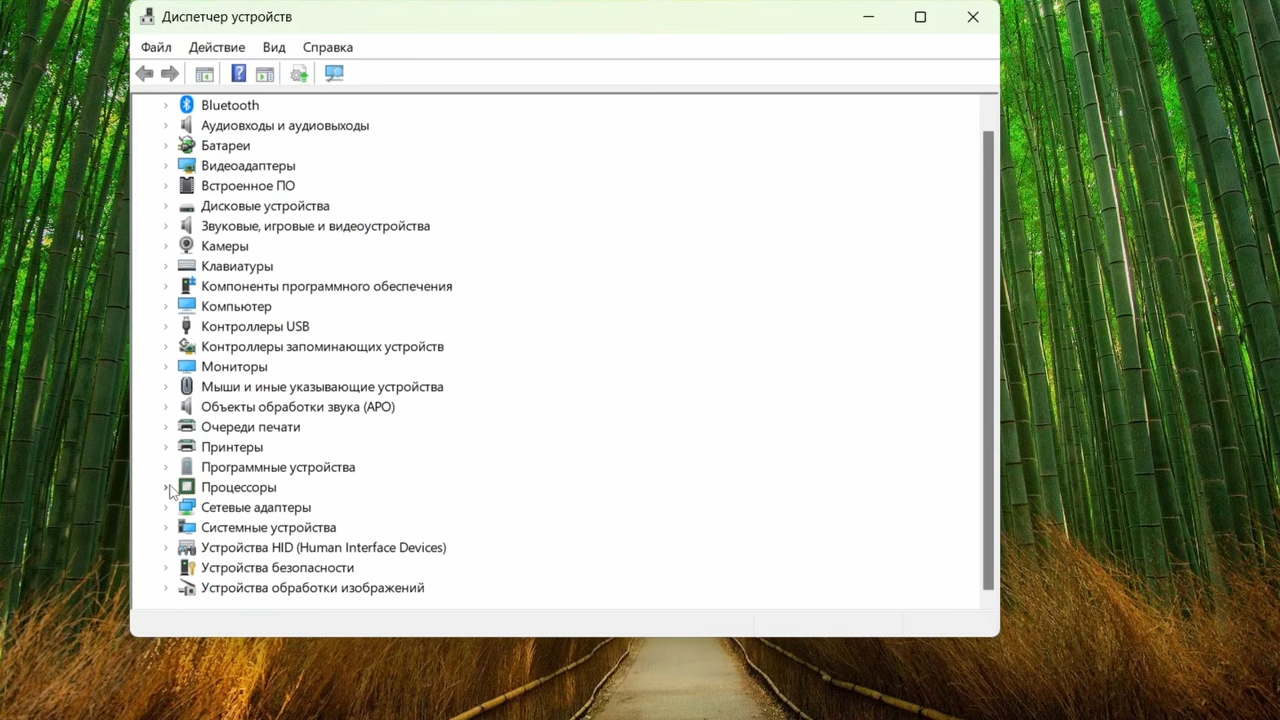 Диспетчер устройств
Файл Действие Вид Справка
Bluetooth
Аудиовходы и аудиовыходы
Батареи
Видеоадаптеры
Встроенное ПО
Дисковые устройства
Звуковые, игровые и видеоустройства
Камеры
Клавиатуры
Компоненты программного обеспечения
Компьютер
Контроллеры USB
Контроллеры запоминающих устройств
Мониторы
Мыши и иные указывающие устройства
Объекты обработки звука (APO)
Очереди печати
Принтеры
Программные устройства
Процессоры
Сетевые адаптеры
Системные устройства
Устройства HID (Human Interface Devices)
Устройства безопасности
Устройства обработки изображений